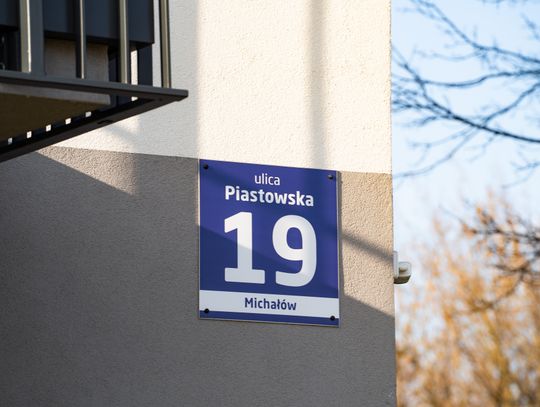 ulica
Piastowska
19
Michałów